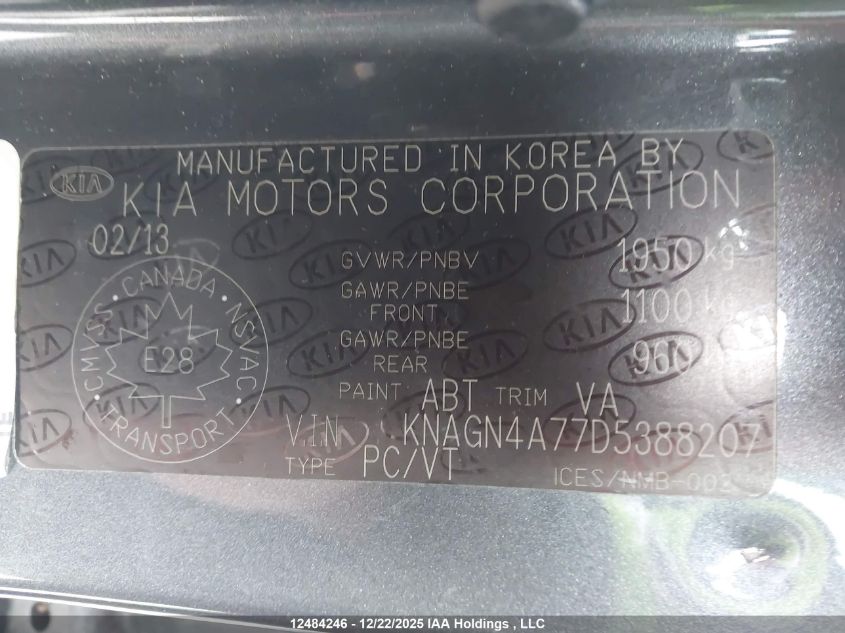 KIA
MANUFACTURED IN KOREA BY
KIA MOTORS CORPORATION
02/13
GVWR/PNBV 1950 kg
GAWR/PNBE FRONT 1100 kg
GAWR/PNBE REAR 960
CANADA
CMVSS NSVAC
E28
TRANSPORT
PAINT: ABT TRIM VA
V.I.N. KNAGN4A77D5388207
TYPE PC/VT
ICES/NMB-002
12484246 - 12/22/2025 IAA Holdings , LLC